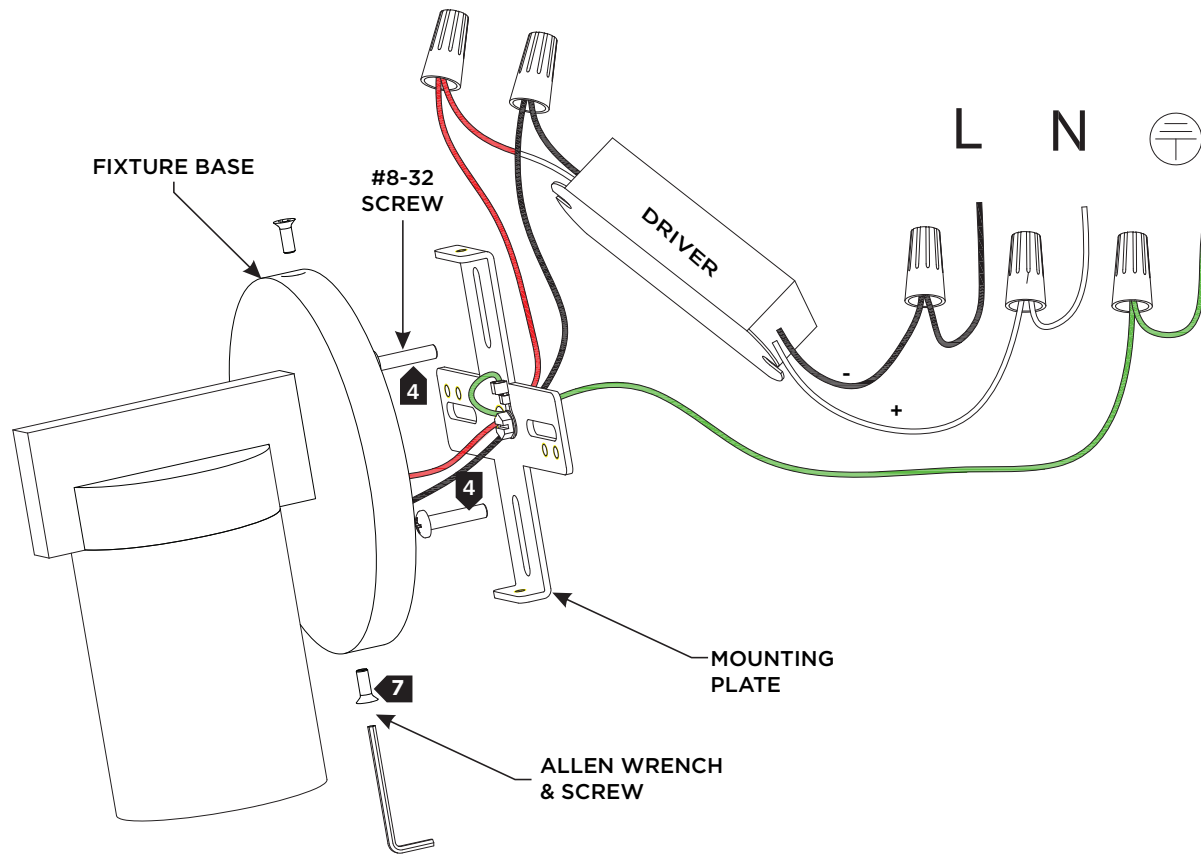 L N
FIXTURE BASE
#8-32
SCREW
DRIVER
4
-
+
4
MOUNTING
PLATE
7
ALLEN WRENCH
& SCREW